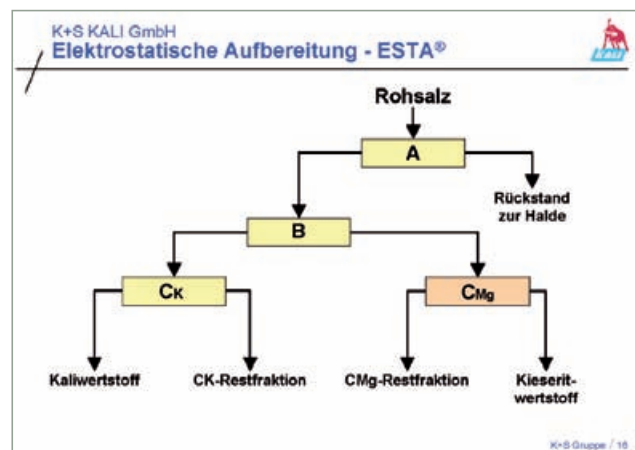 K+S KALI GmbH
Elektrostatische Aufbereitung - ESTA®
KALI
Rohsalz
A
Rückstand
zur Halde
B
CK
CMg
Kaliwertstoff
CK-Restfraktion
CMg-Restfraktion
Kieserit-
wertstoff
K+S Gruppe / 16